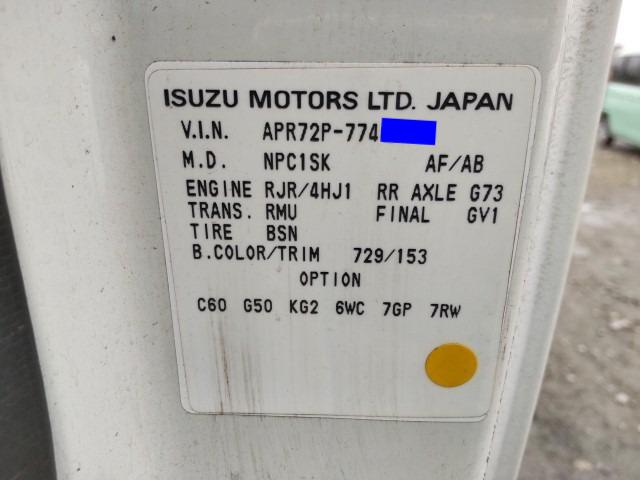 ISUZU MOTORS LTD. JAPAN
V.I.N. APR72P-774
M.D. NPC1SK AF/AB
ENGINE RJR/4HJ1 RR AXLE G73
TRANS. RMU FINAL GV1
TIRE BSN
B.COLOR/TRIM 729/153
OPTION
C60 G50 KG2 6WC 7GP 7RW